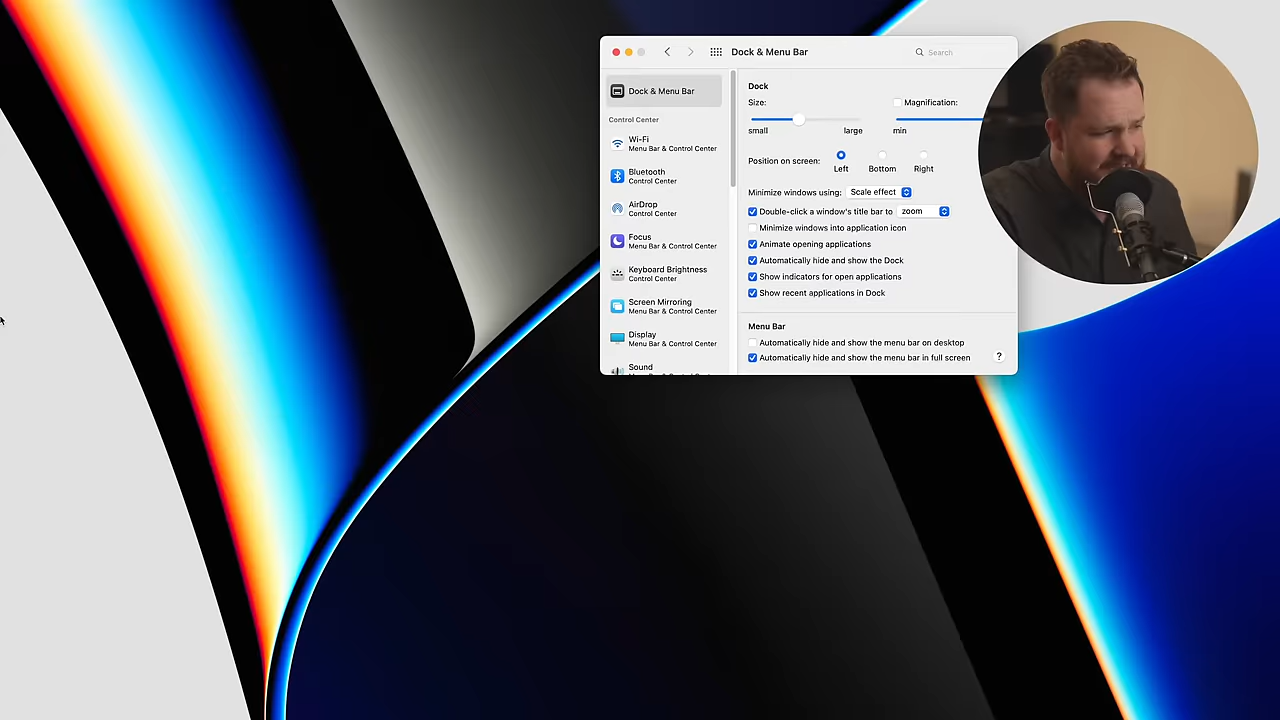 Dock & Menu Bar
Search
Dock & Menu Bar
Control Center
Wi-Fi
Menu Bar & Control Center
Bluetooth
Control Center
AirDrop
Control Center
Focus
Menu Bar & Control Center
Keyboard Brightness
Control Center
Screen Mirroring
Menu Bar & Control Center
Display
Menu Bar & Control Center
Sound
Dock
Size:
Magnification:
small large min
Position on screen:
Left Bottom Right
Minimize windows using: Scale effect
Double-click a window's title bar to zoom
Minimize windows into application icon
Animate opening applications
Automatically hide and show the Dock
Show indicators for open applications
Show recent applications in Dock
Menu Bar
Automatically hide and show the menu bar on desktop
Automatically hide and show the menu bar in full screen
?